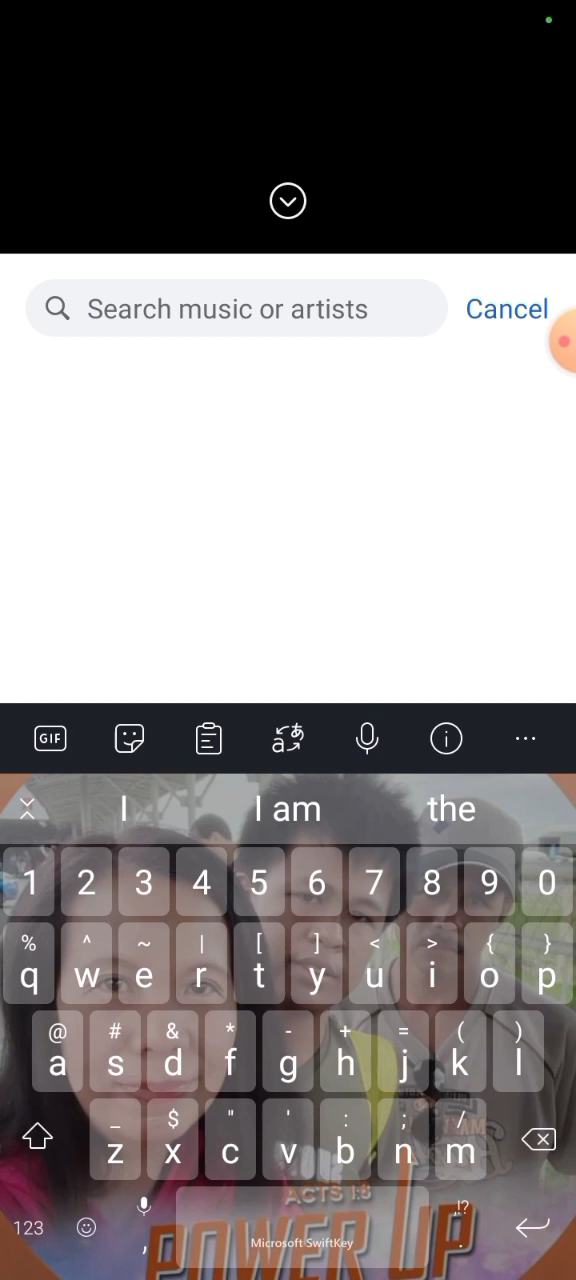 Search music or artists Cancel
GIF
I I am the
1 2 3 4 5 6 7 8 9 0
% ^ ~ | [ ] < > { }
q w e r t y u i o p
@ # & * - + = ( )
a s d f g h j k l
_ $ " ' : ; /
z x c v b n m
TEAM
ACTS 1:8
POWER UP
123 , Microsoft SwiftKey ,!? .